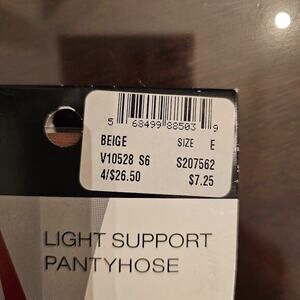 5 68499 88503 9
BEIGE SIZE E
V10528 S6 S207562
4/$26.50 $7.25
LIGHT SUPPORT
PANTYHOSE